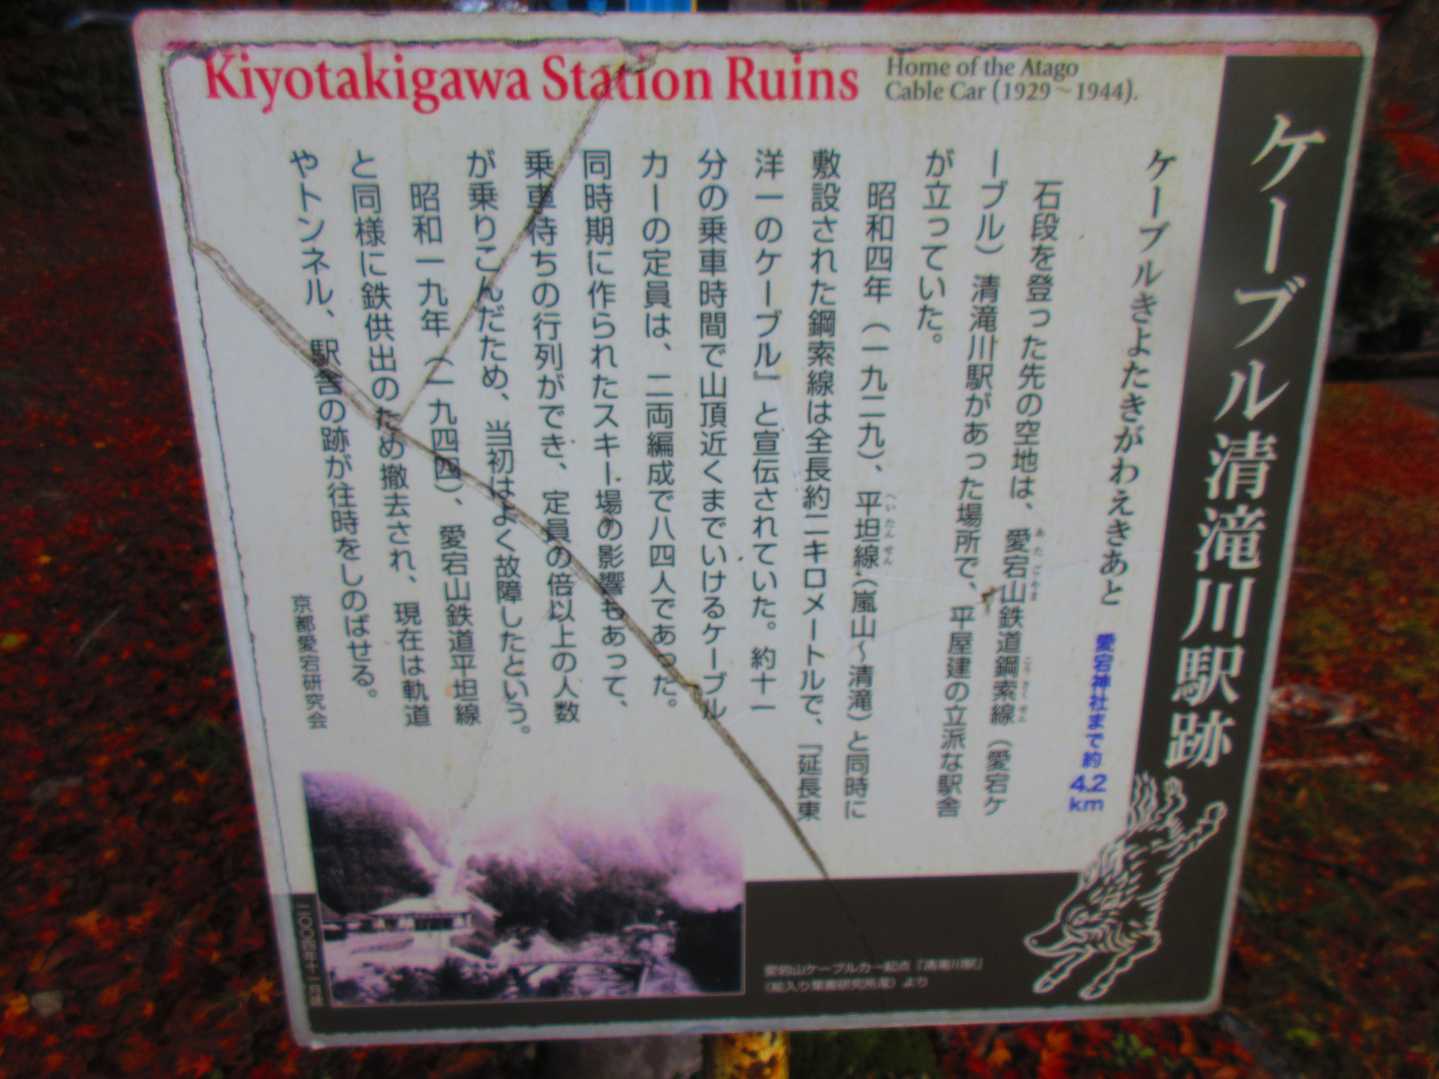 Kiyotakigawa Station Ruins
Home of the Atago
Cable Car (1929〜1944).
ケーブル清滝川駅跡
ケーブルきよたきがわえきあと
愛宕神社まで約
4.2
km
石段を登った先の空地は、愛宕山鉄道鋼索線(愛宕ケ
あたごやま
こうさくせん
ーブル)清滝川駅があった場所で、平屋建の立派な駅舎
が立っていた。
昭和四年(一九二九)、平坦線(嵐山〜清滝)と同時に
へいたんせん
敷設された鋼索線は全長約二キロメートルで、『延長東
洋一のケーブル』と宣伝されていた。約十一
分の乗車時間で山頂近くまでいけるケーブル
カーの定員は、二両編成で八四人であった。
同時期に作られたスキー場の影響もあって、
乗車待ちの行列ができ、定員の倍以上の人数
が乗りこんだため、当初はよく故障したという。
昭和一九年(一九四四)、愛宕山鉄道平坦線
と同様に鉄供出のため撤去され、現在は軌道
やトンネル、駅舎の跡が往時をしのばせる。
京都愛宕研究会
愛宕山ケーブルカー起点『清滝川駅』